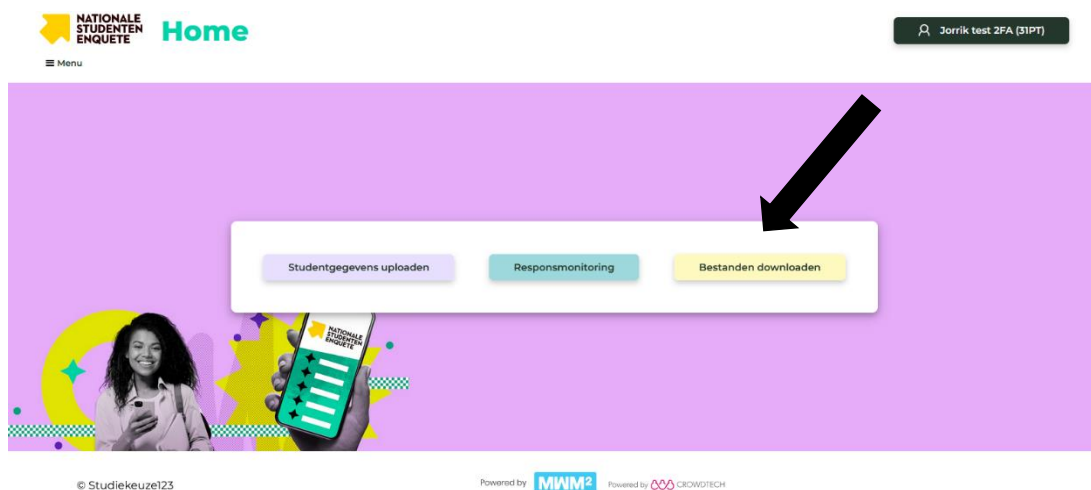 NATIONALE
STUDENTEN
ENQUETE
Home
Jorrik test 2FA (31PT)
Menu
Studentgegevens uploaden
Responsmonitoring
Bestanden downloaden
NATIONALE
STUDENTEN
ENQUETE
© Studiekeuze123
Powered by MWM2
Powered by CROWDTECH